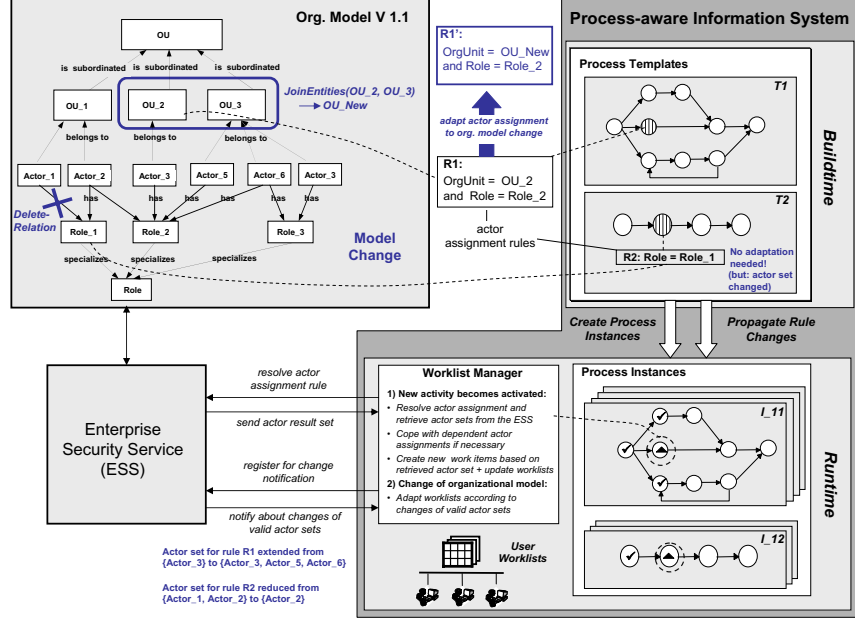 Org. Model V 1.1
OU
is subordinated
is subordinated
is subordinated
OU_1
OU_2
OU_3
JoinEntities(OU_2, OU_3)
OU_New
belongs to
belongs to
belongs to
Actor_1
Actor_2
Actor_3
Actor_5
Actor_6
Actor_3
has
has
has
has
has
Delete-
Relation
Role_1
Role_2
Role_3
specializes
specializes
specializes
Role
Model
Change
R1':
OrgUnit = OU_New
and Role = Role_2
adapt actor assignment
to org. model change
R1:
OrgUnit = OU_2
and Role = Role_2
actor
assignment rules
Process-aware Information System
Process Templates
T1
T2
R2: Role = Role_1
No adaptation
needed!
(but: actor set
changed)
Buildtime
Create Process
Instances
Propagate Rule
Changes
Enterprise
Security Service
(ESS)
resolve actor
assignment rule
send actor result set
register for change
notification
notify about changes of
valid actor sets
Worklist Manager
1) New activity becomes activated:
• Resolve actor assignment and
retrieve actor sets from the ESS
• Cope with dependent actor
assignments if necessary
• Create new work items based on
retrieved actor set + update worklists
2) Change of organizational model:
• Adapt worklists according to
changes of valid actor sets
User
Worklists
Process Instances
I_11
I_12
Runtime
Actor set for rule R1 extended from
{Actor_3} to {Actor_3, Actor_5, Actor_6}
Actor set for rule R2 reduced from
{Actor_1, Actor_2} to {Actor_2}